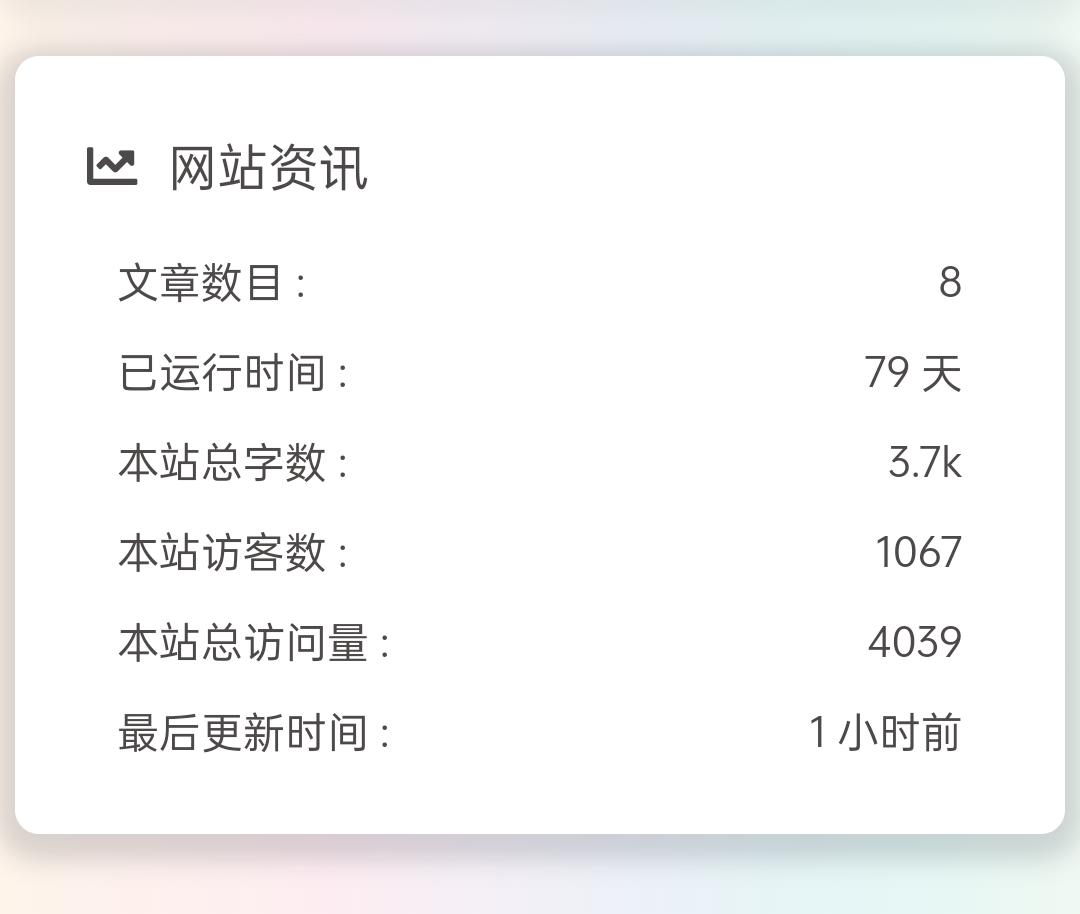 网站资讯
文章数目 : 8
已运行时间 : 79 天
本站总字数 : 3.7k
本站访客数 : 1067
本站总访问量 : 4039
最后更新时间 : 1 小时前